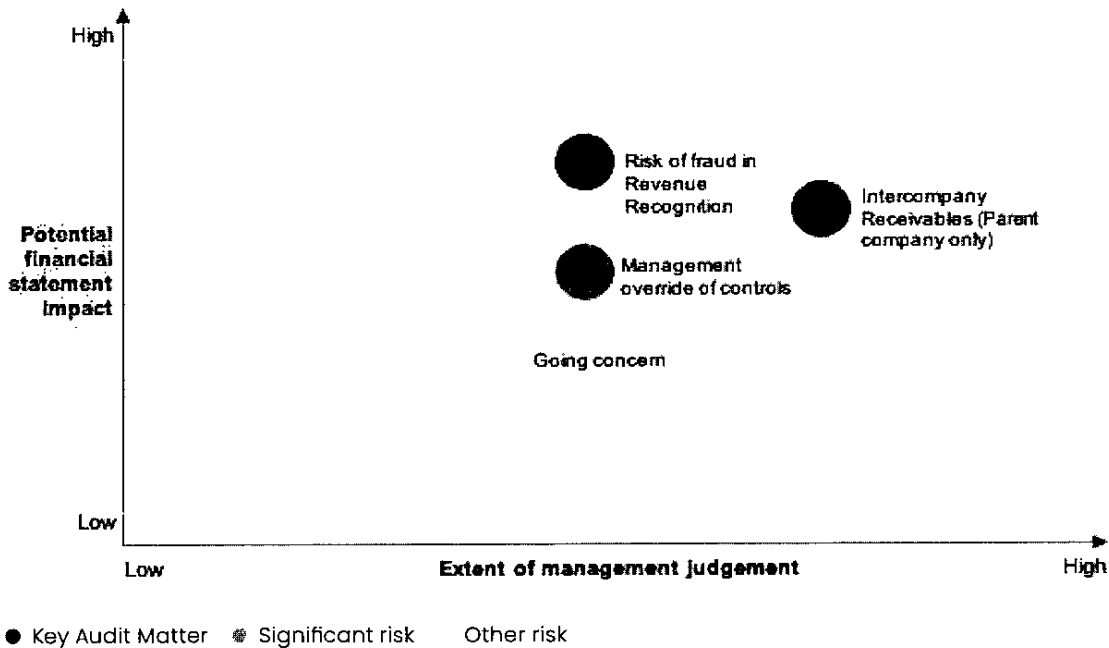 High
Risk of fraud in
Revenue
Recognition
Intercompany
Receivables (Parent
company only)
Potential
financial
statement
impact
Management
override of controls
Going concern
Low
Low
Extent of management judgement
High
Key Audit Matter
Significant risk
Other risk